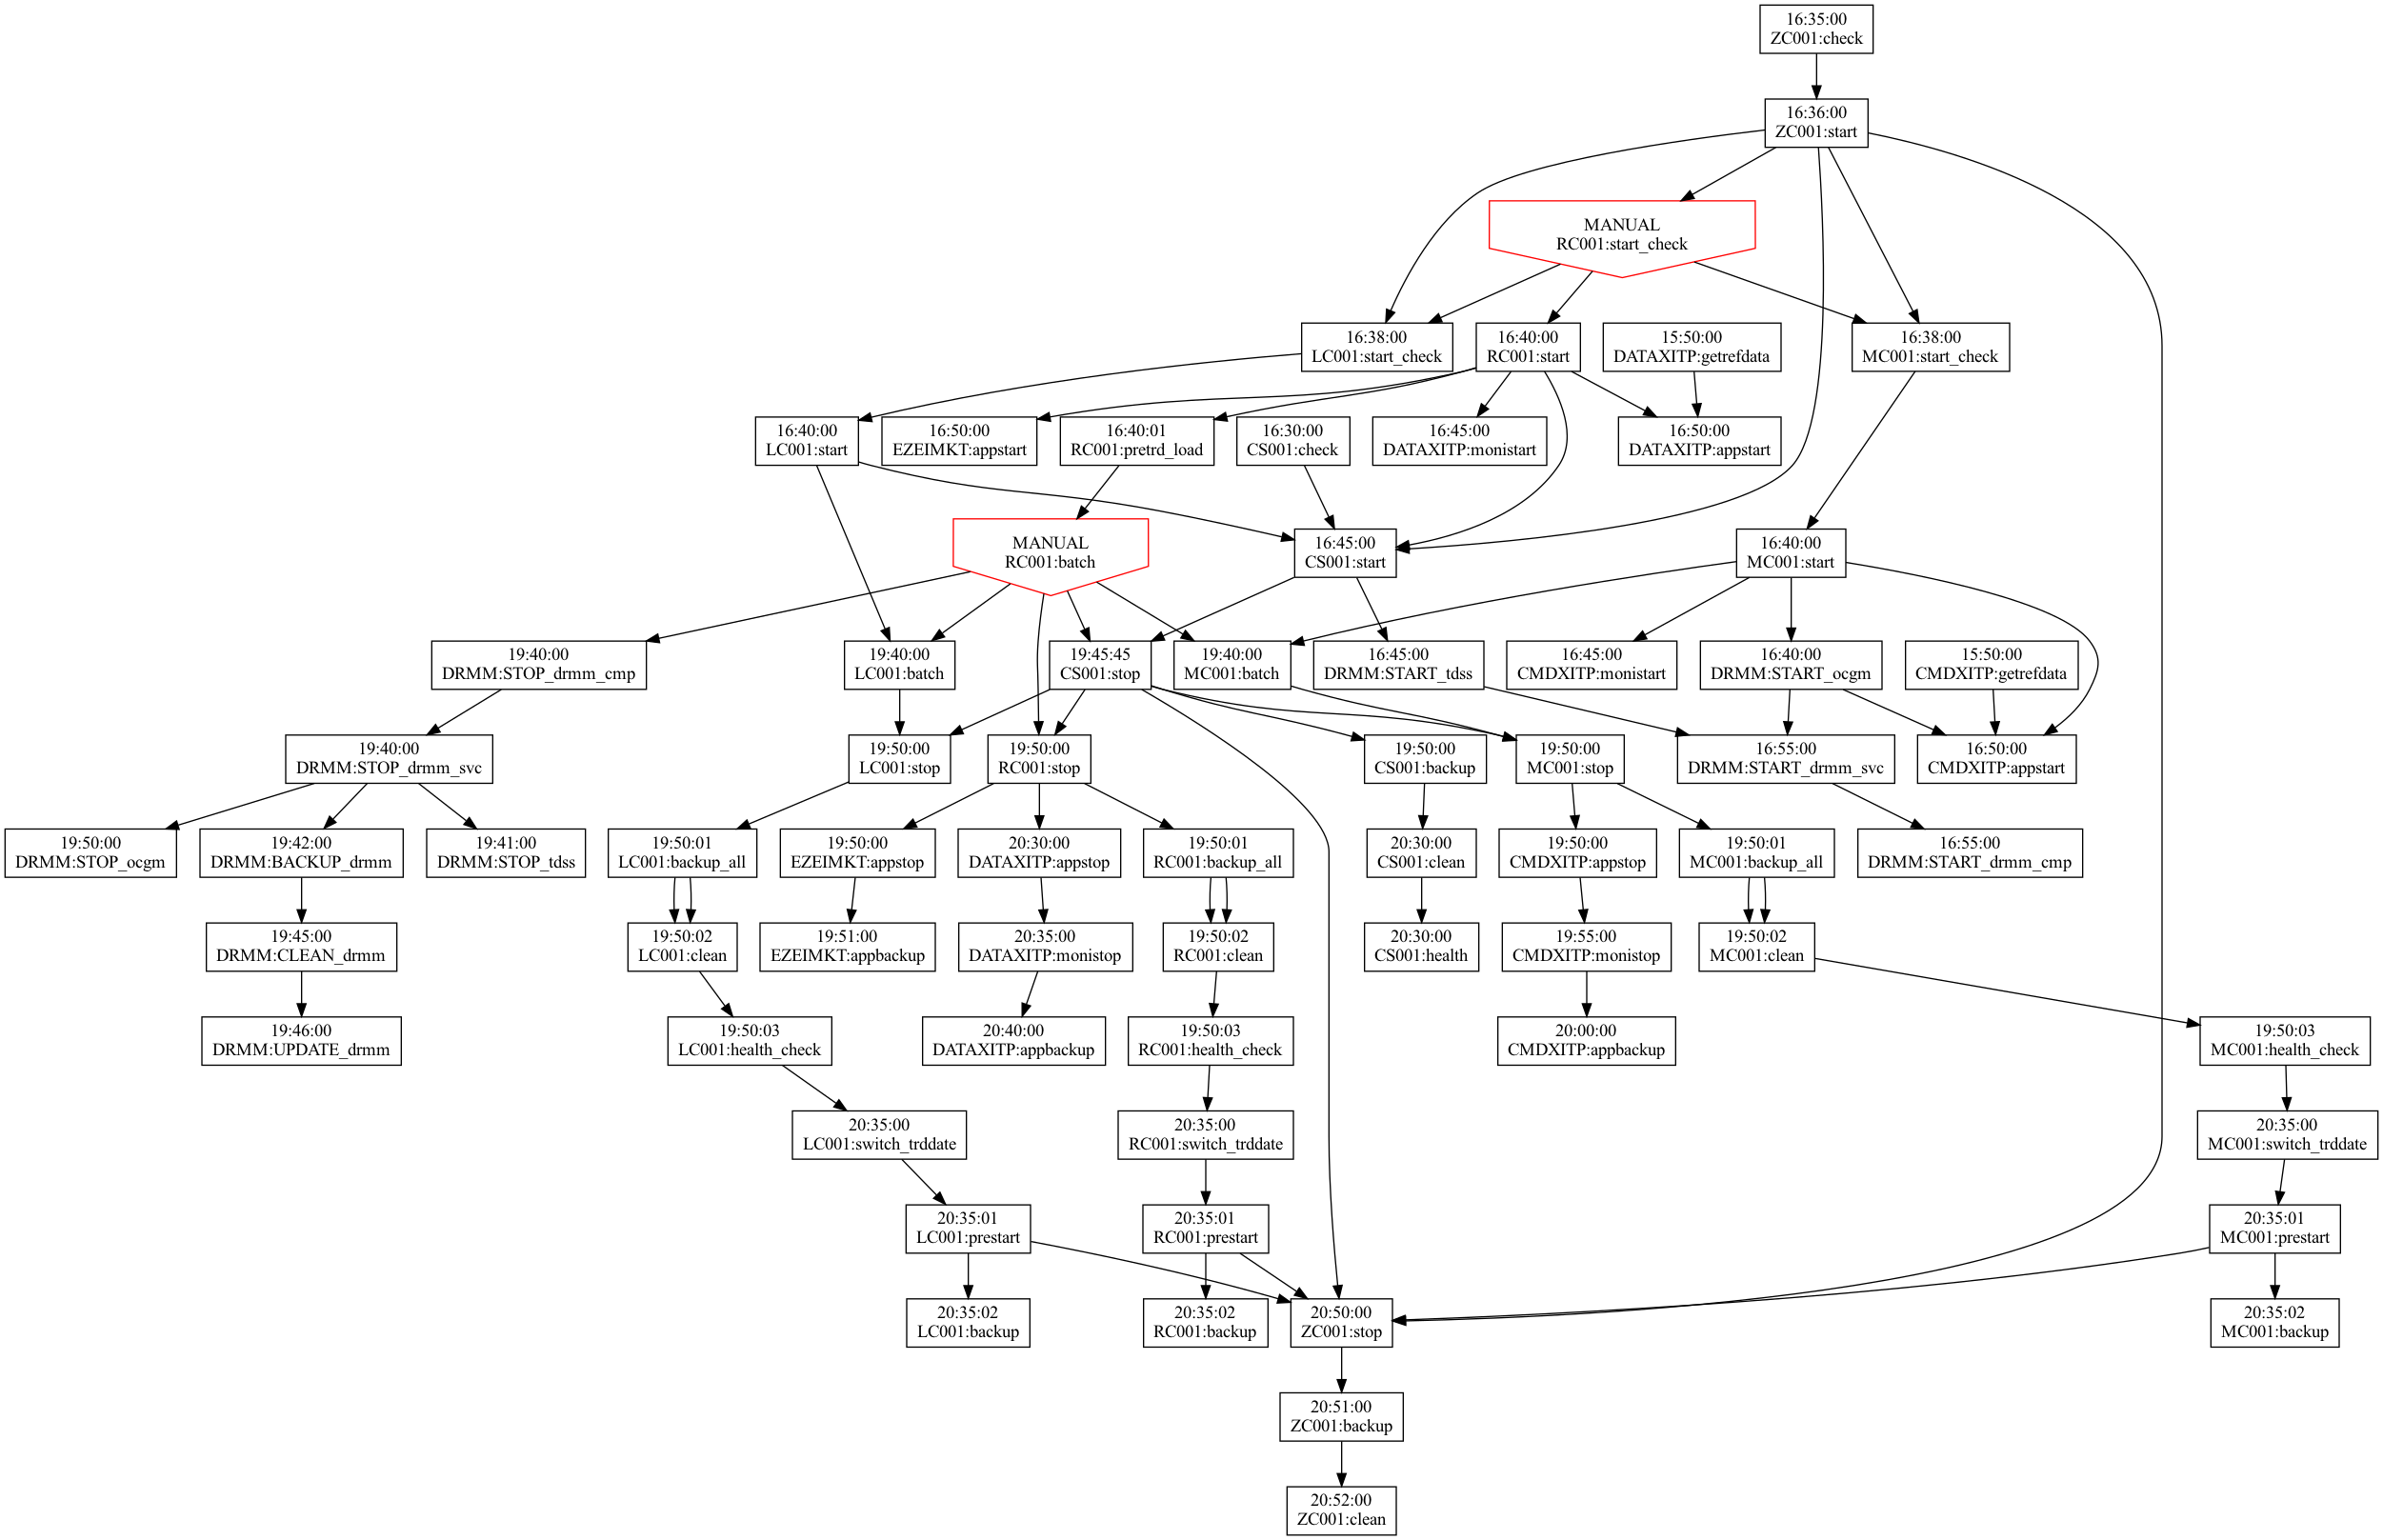 16:35:00
ZC001:check
16:36:00
ZC001:start
MANUAL
RC001:start_check
16:38:00
LC001:start_check
16:40:00
RC001:start
15:50:00
DATAXITP:getrefdata
16:38:00
MC001:start_check
16:40:00
LC001:start
16:50:00
EZEIMKT:appstart
16:40:01
RC001:pretrd_load
16:30:00
CS001:check
16:45:00
DATAXITP:monistart
16:50:00
DATAXITP:appstart
MANUAL
RC001:batch
16:45:00
CS001:start
16:40:00
MC001:start
19:40:00
DRMM:STOP_drmm_cmp
19:40:00
LC001:batch
19:45:45
CS001:stop
19:40:00
MC001:batch
16:45:00
DRMM:START_tdss
16:45:00
CMDXITP:monistart
16:40:00
DRMM:START_ocgm
15:50:00
CMDXITP:getrefdata
19:40:00
DRMM:STOP_drmm_svc
19:50:00
LC001:stop
19:50:00
RC001:stop
19:50:00
CS001:backup
19:50:00
MC001:stop
16:55:00
DRMM:START_drmm_svc
16:50:00
CMDXITP:appstart
19:50:00
DRMM:STOP_ocgm
19:42:00
DRMM:BACKUP_drmm
19:41:00
DRMM:STOP_tdss
19:50:01
LC001:backup_all
19:50:00
EZEIMKT:appstop
20:30:00
DATAXITP:appstop
19:50:01
RC001:backup_all
20:30:00
CS001:clean
19:50:00
CMDXITP:appstop
19:50:01
MC001:backup_all
16:55:00
DRMM:START_drmm_cmp
19:45:00
DRMM:CLEAN_drmm
19:50:02
LC001:clean
19:51:00
EZEIMKT:appbackup
20:35:00
DATAXITP:monistop
19:50:02
RC001:clean
20:30:00
CS001:health
19:55:00
CMDXITP:monistop
19:50:02
MC001:clean
19:46:00
DRMM:UPDATE_drmm
19:50:03
LC001:health_check
20:40:00
DATAXITP:appbackup
19:50:03
RC001:health_check
20:00:00
CMDXITP:appbackup
19:50:03
MC001:health_check
20:35:00
LC001:switch_trddate
20:35:00
RC001:switch_trddate
20:35:00
MC001:switch_trddate
20:35:01
LC001:prestart
20:35:01
RC001:prestart
20:35:01
MC001:prestart
20:35:02
LC001:backup
20:35:02
RC001:backup
20:50:00
ZC001:stop
20:35:02
MC001:backup
20:51:00
ZC001:backup
20:52:00
ZC001:clean